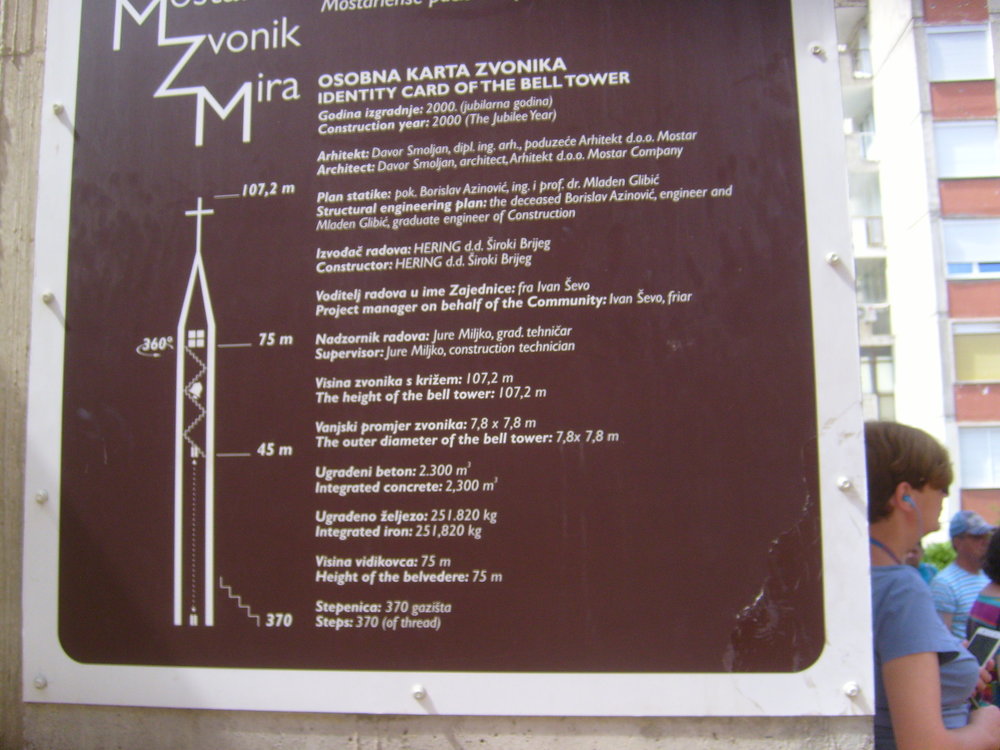 Mostariense
Zvonik
Mira
OSOBNA KARTA ZVONIKA
IDENTITY CARD OF THE BELL TOWER
Godina izgradnje: 2000. (jubilarna godina)
Construction year: 2000 (The Jubilee Year)
Arhitekt: Davor Smoljan, dipl. ing. arh., poduzeće Arhitekt d.o.o. Mostar
Architect: Davor Smoljan, architect, Arhitekt d.o.o. Mostar Company
Plan statike: pok. Borislav Azinović, ing. i prof. dr. Mladen Glibić
Structural engineering plan: the deceased Borislav Azinović, engineer and
Mladen Glibić, graduate engineer of Construction
Izvođač radova: HERING d.d. Široki Brijeg
Constructor: HERING d.d. Široki Brijeg
Voditelj radova u ime Zajednice: fra Ivan Ševo
Project manager on behalf of the Community: Ivan Ševo, friar
Nadzornik radova: Jure Miljko, grad. tehničar
Supervisor: Jure Miljko, construction technician
Visina zvonika s križem: 107,2 m
The height of the bell tower: 107,2 m
Vanjski promjer zvonika: 7,8 x 7,8 m
The outer diameter of the bell tower: 7,8x 7,8 m
Ugrađeni beton: 2.300 m³
Integrated concrete: 2,300 m³
Ugrađeno željezo: 251.820 kg
Integrated iron: 251,820 kg
Visina vidikovca: 75 m
Height of the belvedere: 75 m
Stepenica: 370 gazišta
Steps: 370 (of thread)
107,2 m
360°
75 m
45 m
370